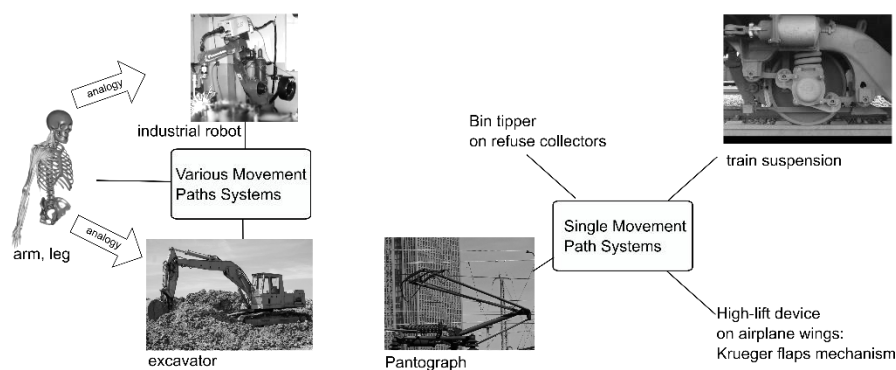 analogy
industrial robot
Various Movement
Paths Systems
arm, leg
analogy
excavator
Bin tipper
on refuse collectors
train suspension
Single Movement
Path Systems
Pantograph
High-lift device
on airplane wings:
Krueger flaps mechanism